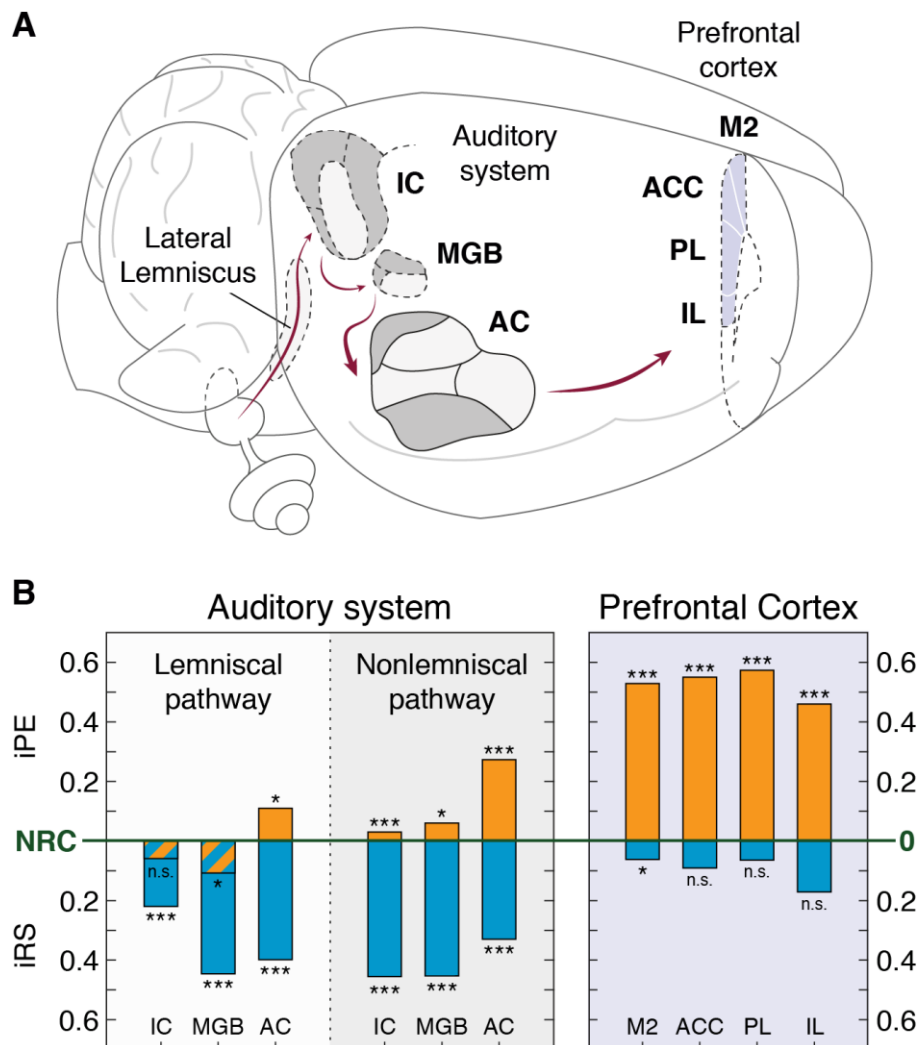 A
Prefrontal
cortex
M2
Auditory
system
IC
ACC
Lateral
Lemniscus
MGB
PL
AC
IL
B
Auditory system
Prefrontal Cortex
Lemniscal
pathway
Nonlemniscal
pathway
0.6
0.4
0.2
iPE
NRC
0.2
0.4
0.6
iRS
n.s.
***
*
***
*
***
***
***
*
***
***
***
***
*
***
n.s.
***
n.s.
***
n.s.
0.6
0.4
0.2
0
0.2
0.4
0.6
IC MGB AC IC MGB AC M2 ACC PL IL